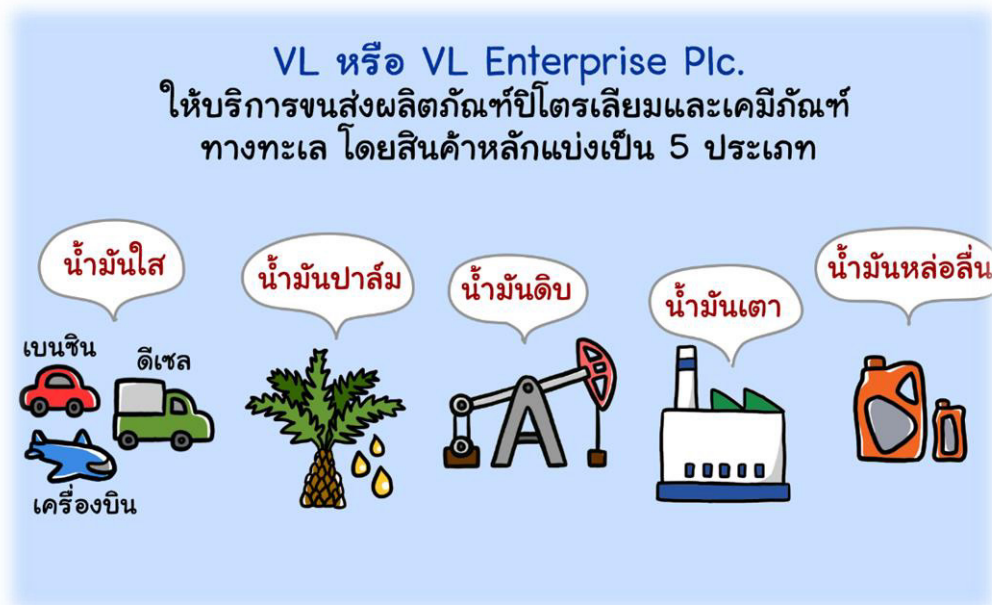 VL หรือ VL Enterprise Plc.
ให้บริการขนส่งผลิตภัณฑ์ปิโตรเลียมและเคมีภัณฑ์
ทางทะเล โดยสินค้าหลักแบ่งเป็น 5 ประเภท
น้ำมันใส
น้ำมันปาล์ม
น้ำมันดิบ
น้ำมันเตา
น้ำมันหล่อลื่น
เบนซิน
ดีเซล
เครื่องบิน